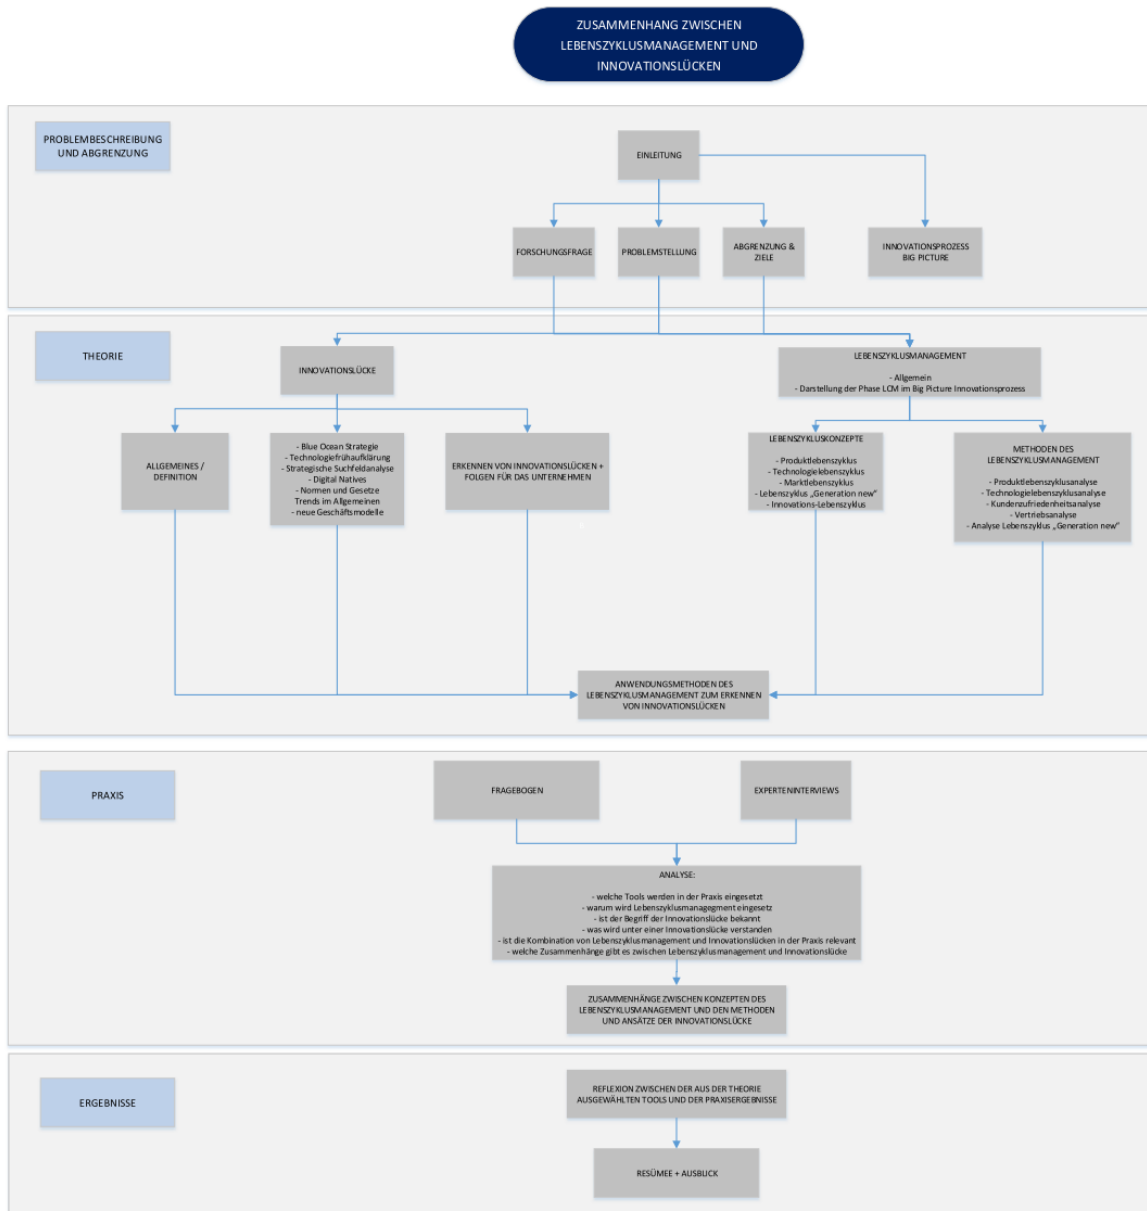 ZUSAMMENHANG ZWISCHEN
LEBENSZYKLUSMANAGEMENT UND
INNOVATIONSLÜCKEN
PROBLEMBESCHREIBUNG
UND ABGRENZUNG
EINLEITUNG
FORSCHUNGSFRAGE
PROBLEMSTELLUNG
ABGRENZUNG &
ZIELE
INNOVATIONSPROZESS
BIG PICTURE
THEORIE
INNOVATIONSLÜCKE
LEBENSZYKLUSMANAGEMENT
- Allgemein
- Darstellung der Phase LCM im Big Picture Innovationsprozess
ALLGEMEINES /
DEFINITION
- Blue Ocean Strategie
- Technologiefrühaufklärung
- Strategische Suchfeldanalyse
- Digital Natives
- Normen und Gesetze
Trends im Allgemeinen
- neue Geschäftsmodelle
ERKENNEN VON INNOVATIONSLÜCKEN +
FOLGEN FÜR DAS UNTERNEHMEN
LEBENSZYKLUSKONZEPTE
- Produktlebenszyklus
- Technologielebenszyklus
- Marktlebenszyklus
- Lebenszyklus „Generation new"
- Innovations-Lebenszyklus
METHODEN DES
LEBENSZYKLUSMANAGEMENT
- Produktlebenszyklusanalyse
- Technologielebenszyklusanalyse
- Kundenzufriedenheitsanalyse
- Vertriebsanalyse
- Analyse Lebenszyklus „Generation new"
ANWENDUNGSMETHODEN DES
LEBENSZYKLUSMANAGEMENT ZUM ERKENNEN
VON INNOVATIONSLÜCKEN
PRAXIS
FRAGEBOGEN
EXPERTENINTERVIEWS
ANALYSE:
- welche Tools werden in der Praxis eingesetzt
- warum wird Lebenszyklusmanagegment eingesetz
- ist der Begriff der Innovationslücke bekannt
- was wird unter einer Innovationslücke verstanden
- ist die Kombination von Lebenszyklusmanagement und Innovationslücken in der Praxis relevant
- welche Zusammenhänge gibt es zwischen Lebenszyklusmanagement und Innovationslücke
ZUSAMMENHÄNGE ZWISCHEN KONZEPTEN DES
LEBENSZYKLUSMANAGEMENT UND DEN METHODEN
UND ANSÄTZE DER INNOVATIONSLÜCKE
ERGEBNISSE
REFLEXION ZWISCHEN DER AUS DER THEORIE
AUSGEWÄHLTEN TOOLS UND DER PRAXISERGEBNISSE
RESÜMEE + AUSBLICK